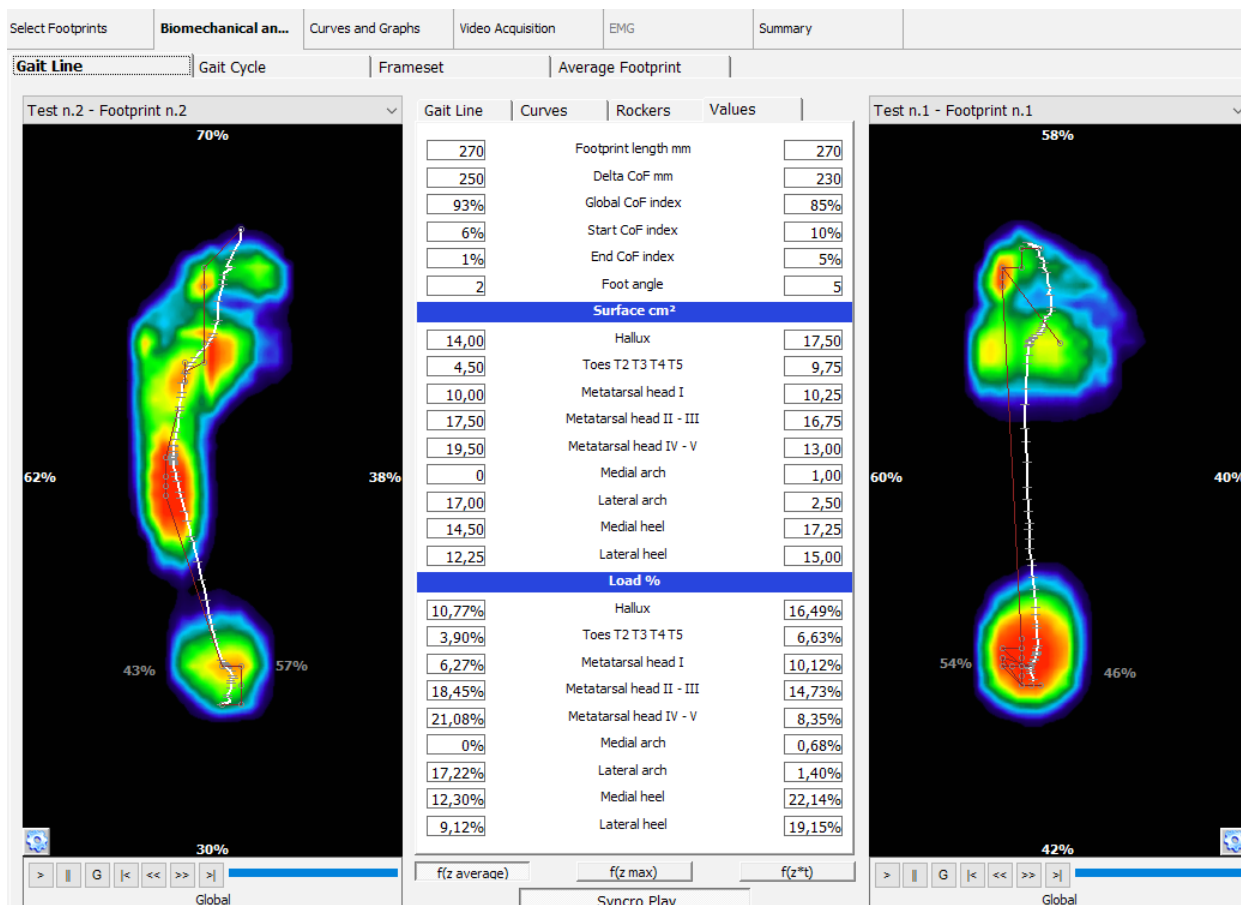 Select Footprints Biomechanical an... Curves and Graphs Video Acquisition EMG Summary
Gait Line Gait Cycle Frameset Average Footprint
Test n.2 - Footprint n.2
70%
62% 38%
43% 57%
30%
> || G |< << >> >|
Global
Gait Line Curves Rockers Values
270 Footprint length mm 270
250 Delta CoF mm 230
93% Global CoF index 85%
6% Start CoF index 10%
1% End CoF index 5%
2 Foot angle 5
Surface cm²
14,00 Hallux 17,50
4,50 Toes T2 T3 T4 T5 9,75
10,00 Metatarsal head I 10,25
17,50 Metatarsal head II - III 16,75
19,50 Metatarsal head IV - V 13,00
0 Medial arch 1,00
17,00 Lateral arch 2,50
14,50 Medial heel 17,25
12,25 Lateral heel 15,00
Load %
10,77% Hallux 16,49%
3,90% Toes T2 T3 T4 T5 6,63%
6,27% Metatarsal head I 10,12%
18,45% Metatarsal head II - III 14,73%
21,08% Metatarsal head IV - V 8,35%
0% Medial arch 0,68%
17,22% Lateral arch 1,40%
12,30% Medial heel 22,14%
9,12% Lateral heel 19,15%
f(z average) f(z max) f(z*t)
Syncro Play
Test n.1 - Footprint n.1
58%
60% 40%
54% 46%
42%
> || G |< << >> >|
Global